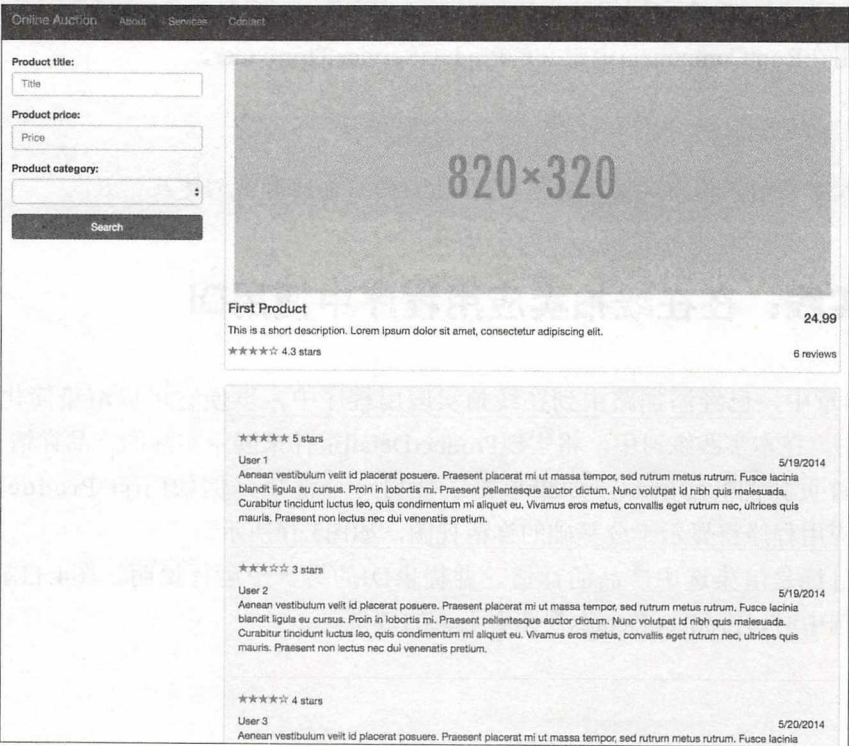 Online Auction About Services Contact
Product title:
Title
Product price:
Price
Product category:
Search
820×320
First Product 24.99
This is a short description. Lorem ipsum dolor sit amet, consectetur adipiscing elit.
★★★★☆ 4.3 stars 6 reviews
★★★★★ 5 stars
User 1 5/19/2014
Aenean vestibulum velit id placerat posuere. Praesent placerat mi ut massa tempor, sed rutrum metus rutrum. Fusce lacinia
blandit ligula eu cursus. Proin in lobortis mi. Praesent pellentesque auctor dictum. Nunc volutpat id nibh quis malesuada.
Curabitur tincidunt luctus leo, quis condimentum mi aliquet eu. Vivamus eros metus, convallis eget rutrum nec, ultrices quis
mauris. Praesent non lectus nec dui venenatis pretium.
★★★☆☆ 3 stars
User 2 5/19/2014
Aenean vestibulum velit id placerat posuere. Praesent placerat mi ut massa tempor, sed rutrum metus rutrum. Fusce lacinia
blandit ligula eu cursus. Proin in lobortis mi. Praesent pellentesque auctor dictum. Nunc volutpat id nibh quis malesuada.
Curabitur tincidunt luctus leo, quis condimentum mi aliquet eu. Vivamus eros metus, convallis eget rutrum nec, ultrices quis
mauris. Praesent non lectus nec dui venenatis pretium.
★★★★☆ 4 stars
User 3 5/20/2014
Aenean vestibulum velit id placerat posuere. Praesent placerat mi ut massa tempor, sed rutrum metus rutrum. Fusce lacinia